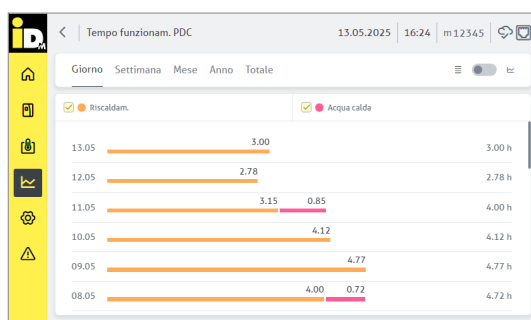 iDM
Tempo funzionam. PDC
13.05.2025
16:24
m12345
Giorno Settimana Mese Anno Totale
Riscaldam.
Acqua calda
13.05 3.00 3.00 h
12.05 2.78 2.78 h
11.05 3.15 0.85 4.00 h
10.05 4.12 4.12 h
09.05 4.77 4.77 h
08.05 4.00 0.72 4.72 h